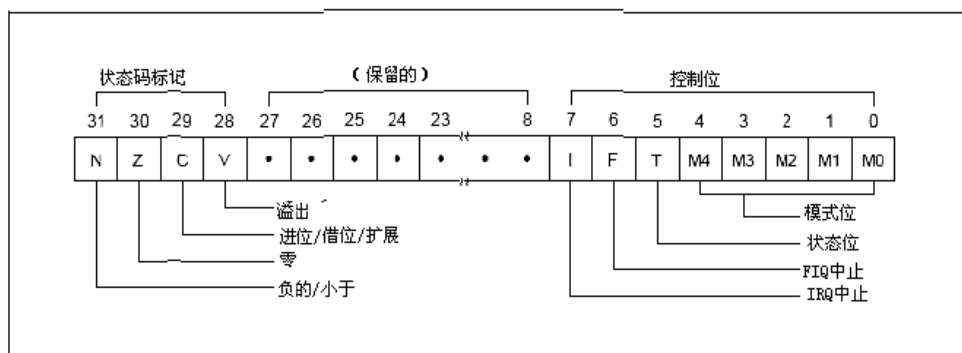 状态码标记 (保留的) 控制位
31 30 29 28 27 26 25 24 23 8 7 6 5 4 3 2 1 0
N Z C V • • • • • • • I F T M4 M3 M2 M1 M0
溢出 模式位
进位/借位/扩展 状态位
零 FIQ中止
负的/小于 IRQ中止